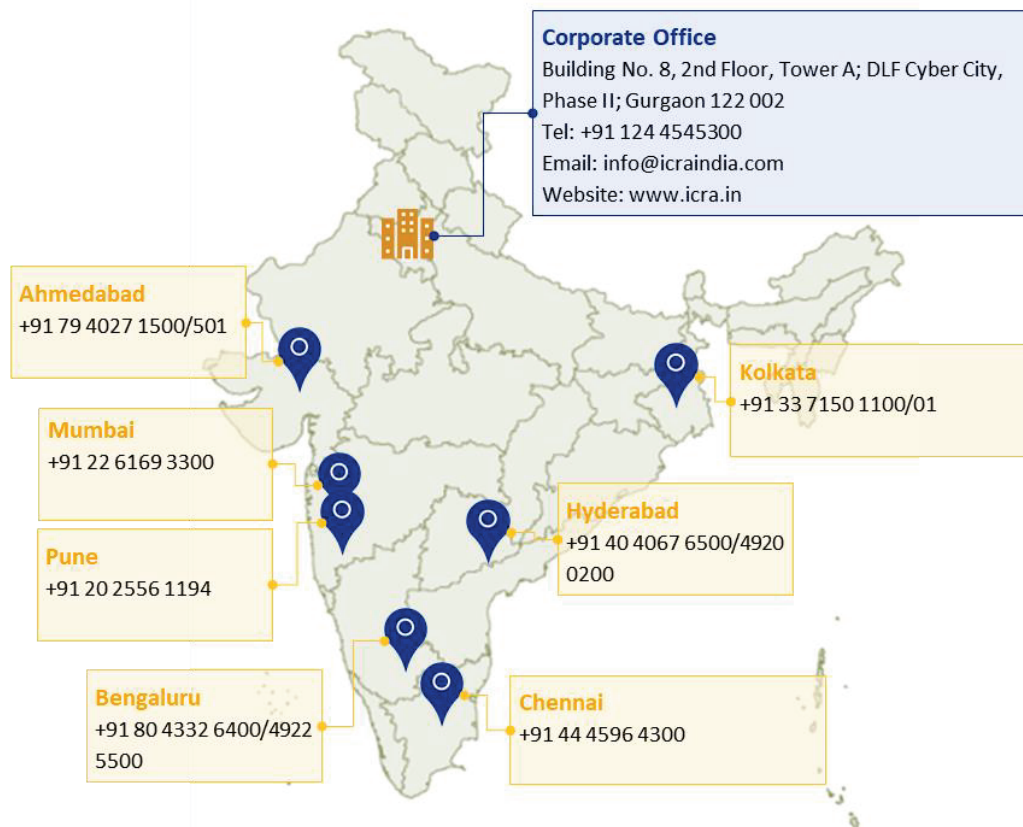 Corporate Office
Building No. 8, 2nd Floor, Tower A; DLF Cyber City,
Phase II; Gurgaon 122 002
Tel: +91 124 4545300
Email: info@icraindia.com
Website: www.icra.in
Ahmedabad
+91 79 4027 1500/501
Kolkata
+91 33 7150 1100/01
Mumbai
+91 22 6169 3300
Hyderabad
+91 40 4067 6500/4920
0200
Pune
+91 20 2556 1194
Bengaluru
+91 80 4332 6400/4922
5500
Chennai
+91 44 4596 4300